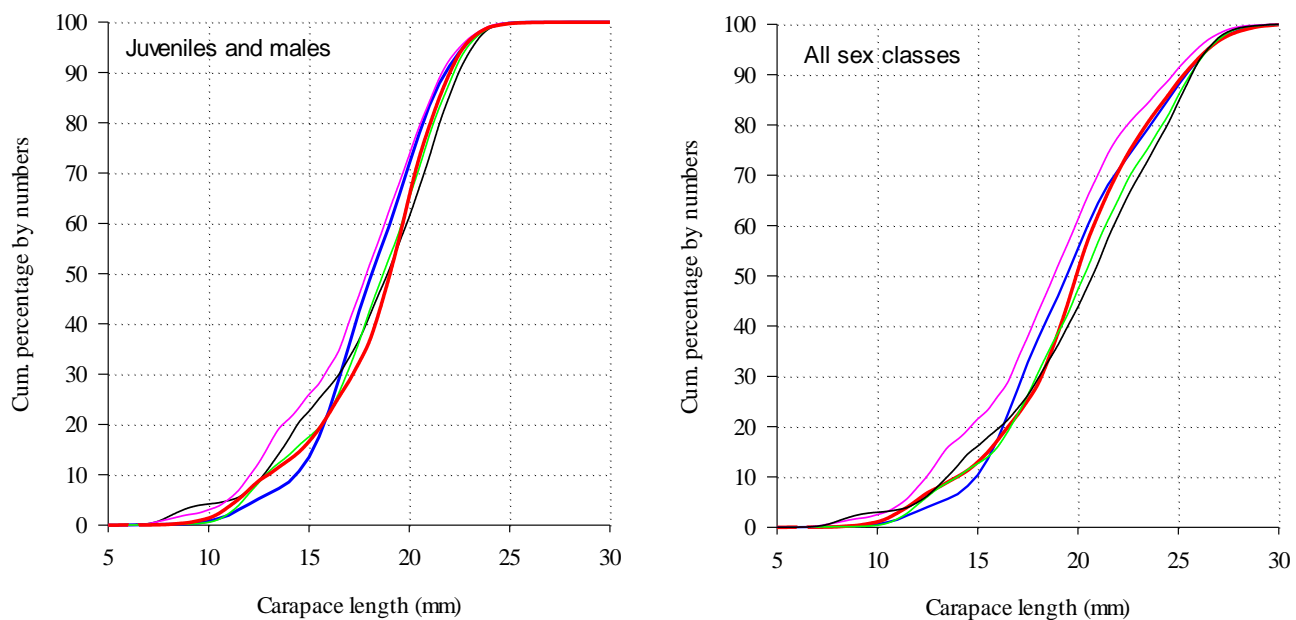 Juveniles and males
Cum. percentage by numbers
100
90
80
70
60
50
40
30
20
10
0
5 10 15 20 25 30
Carapace length (mm)
All sex classes
Cum. percentage by numbers
100
90
80
70
60
50
40
30
20
10
0
5 10 15 20 25 30
Carapace length (mm)